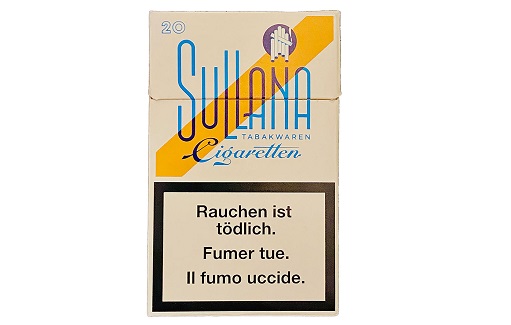 20
SULLANA
TABAKWAREN
Cigaretten
Rauchen ist
tödlich.
Fumer tue.
Il fumo uccide.